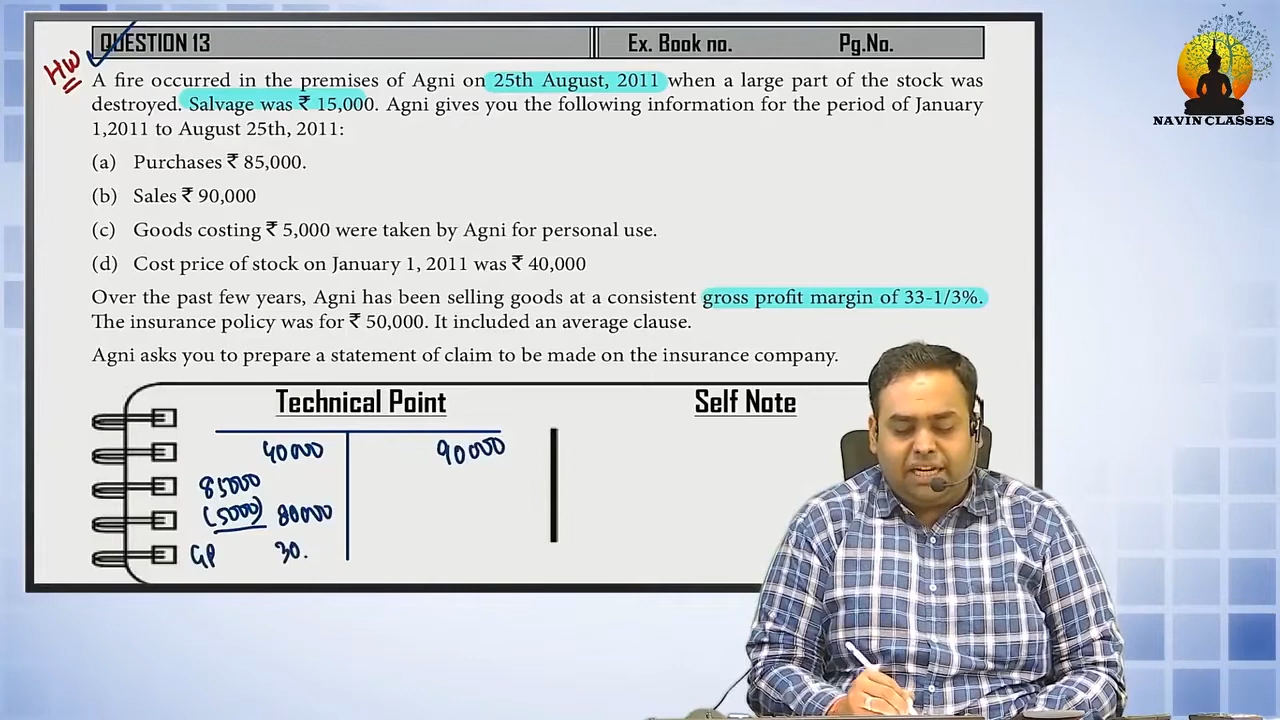 QUESTION 13
Ex. Book no.
Pg.No.
HW
A fire occurred in the premises of Agni on 25th August, 2011 when a large part of the stock was
destroyed. Salvage was ₹ 15,000. Agni gives you the following information for the period of January
1,2011 to August 25th, 2011:
(a) Purchases ₹ 85,000.
(b) Sales ₹ 90,000
(c) Goods costing ₹ 5,000 were taken by Agni for personal use.
(d) Cost price of stock on January 1, 2011 was ₹ 40,000
Over the past few years, Agni has been selling goods at a consistent gross profit margin of 33-1/3%.
The insurance policy was for ₹ 50,000. It included an average clause.
Agni asks you to prepare a statement of claim to be made on the insurance company.
Technical Point
Self Note
40000 90000
85000
(5000) 80000
GP 30.
NAVIN CLASSES